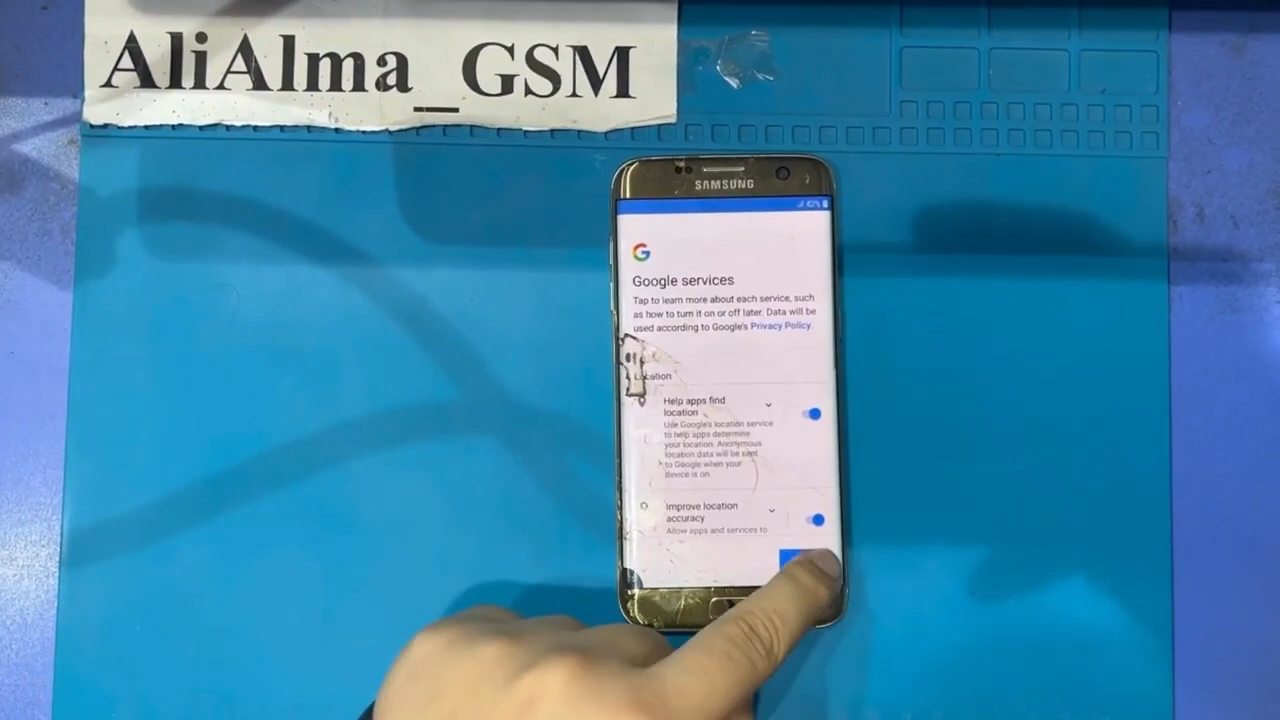 AliAlma_GSM
SAMSUNG
42%
G
Google services
Tap to learn more about each service, such
as how to turn it on or off later. Data will be
used according to Google's Privacy Policy.
Location
Help apps find
location
Use Google's location service
to help apps determine
your location. Anonymous
location data will be sent
to Google when your
device is on.
Improve location
accuracy
Allow apps and services to